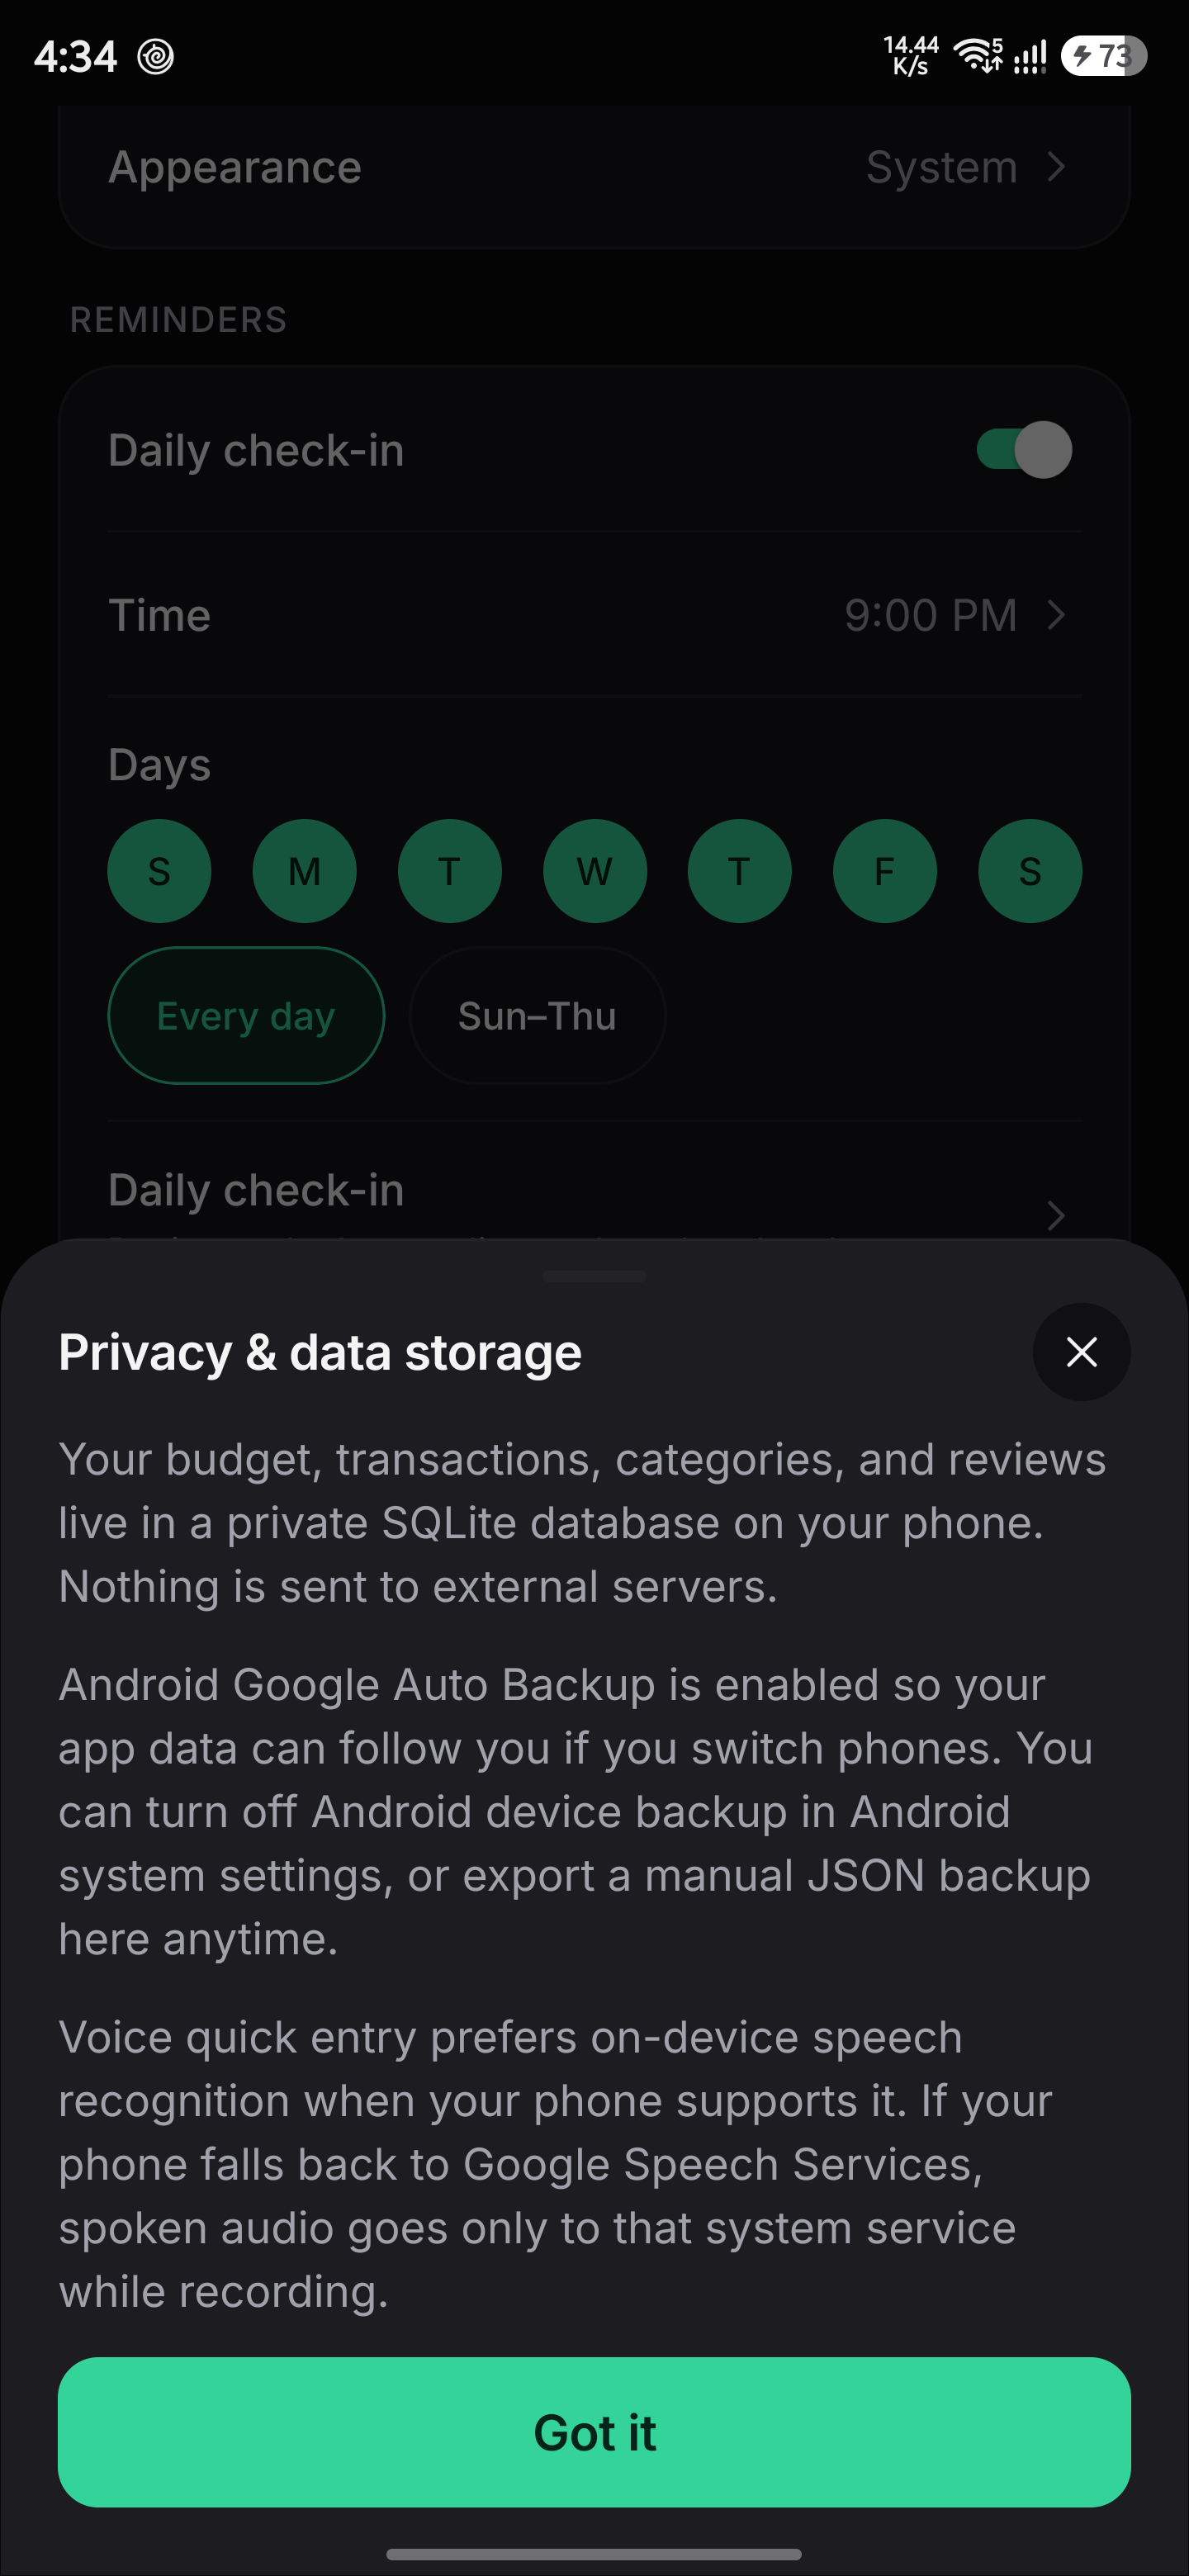 4:34
14.44
K/s
5
73
Appearance
System
REMINDERS
Daily check-in
Time
9:00 PM
Days
S M T W T F S
Every day
Sun–Thu
Daily check-in
Privacy & data storage
Your budget, transactions, categories, and reviews
live in a private SQLite database on your phone.
Nothing is sent to external servers.
Android Google Auto Backup is enabled so your
app data can follow you if you switch phones. You
can turn off Android device backup in Android
system settings, or export a manual JSON backup
here anytime.
Voice quick entry prefers on-device speech
recognition when your phone supports it. If your
phone falls back to Google Speech Services,
spoken audio goes only to that system service
while recording.
Got it